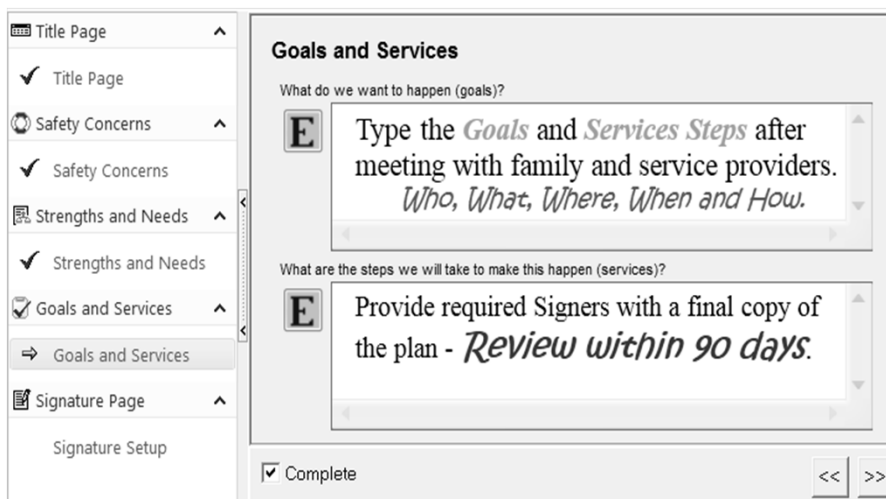 Title Page
Title Page
Safety Concerns
Safety Concerns
Strengths and Needs
Strengths and Needs
Goals and Services
Goals and Services
Signature Page
Signature Setup
Goals and Services
What do we want to happen (goals)?
E
Type the Goals and Services Steps after
meeting with family and service providers.
Who, What, Where, When and How.
What are the steps we will take to make this happen (services)?
E
Provide required Signers with a final copy of
the plan - Review within 90 days.
Complete
<< >>